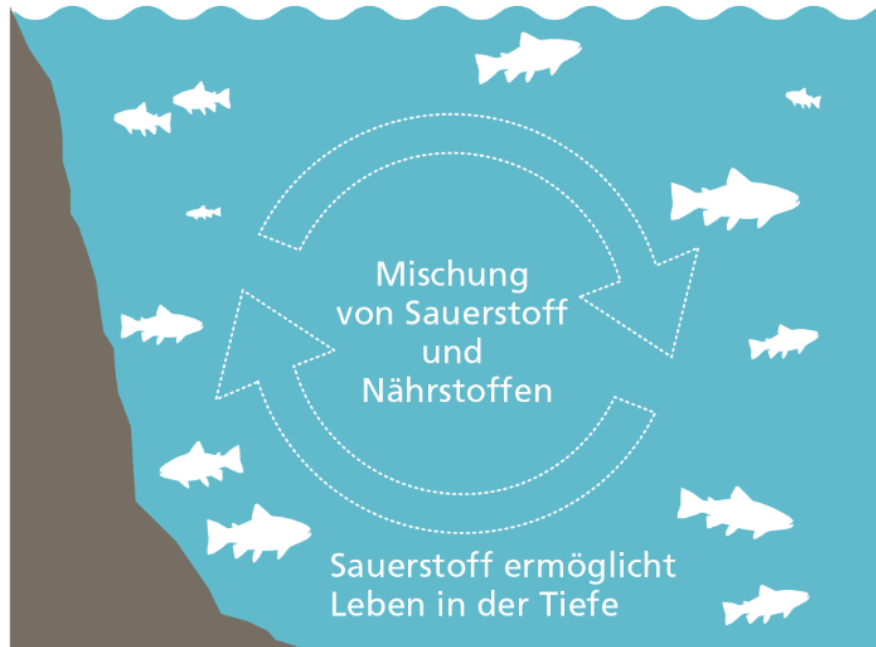 Mischung
von Sauerstoff
und
Nährstoffen
Sauerstoff ermöglicht
Leben in der Tiefe